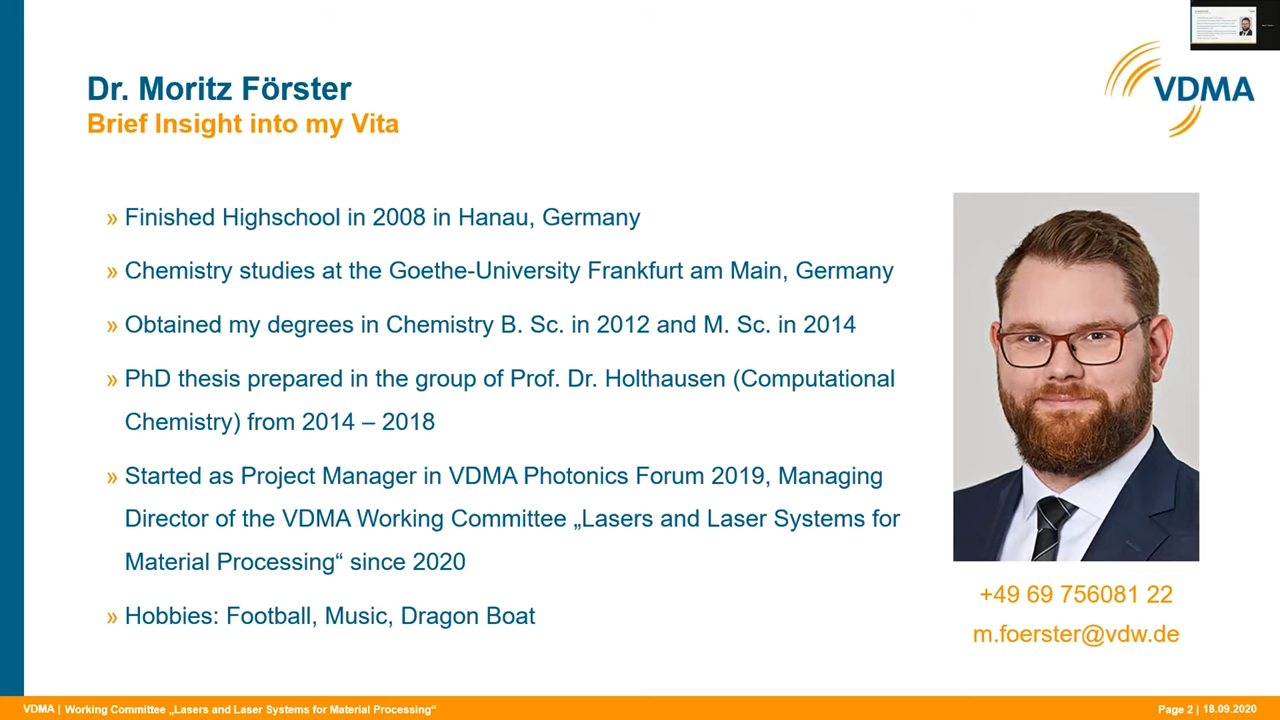 Dr. Moritz Förster
Brief Insight into my Vita
VDMA
» Finished Highschool in 2008 in Hanau, Germany
» Chemistry studies at the Goethe-University Frankfurt am Main, Germany
» Obtained my degrees in Chemistry B. Sc. in 2012 and M. Sc. in 2014
» PhD thesis prepared in the group of Prof. Dr. Holthausen (Computational
Chemistry) from 2014 – 2018
» Started as Project Manager in VDMA Photonics Forum 2019, Managing
Director of the VDMA Working Committee „Lasers and Laser Systems for
Material Processing“ since 2020
» Hobbies: Football, Music, Dragon Boat
+49 69 756081 22
m.foerster@vdw.de
VDMA | Working Committee „Lasers and Laser Systems for Material Processing“
Page 2 | 18.09.2020